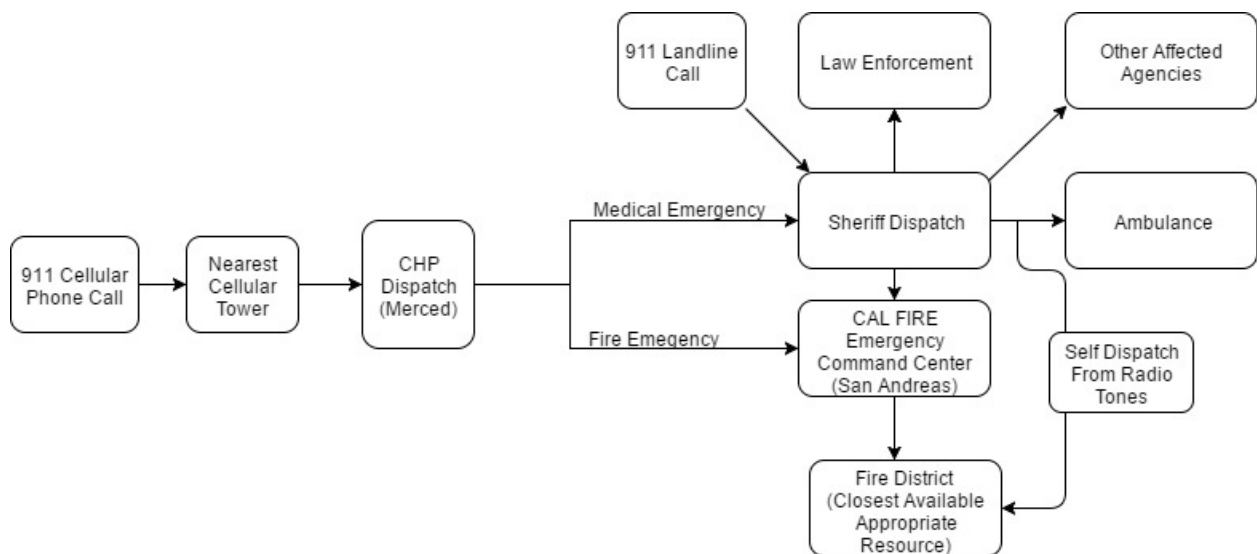 911 Landline
Call
Law Enforcement
Other Affected
Agencies
Medical Emergency
Sheriff Dispatch
Ambulance
911 Cellular
Phone Call
Nearest
Cellular
Tower
CHP
Dispatch
(Merced)
Fire Emegency
CAL FIRE
Emergency
Command Center
(San Andreas)
Self Dispatch
From Radio
Tones
Fire District
(Closest Available
Appropriate
Resource)